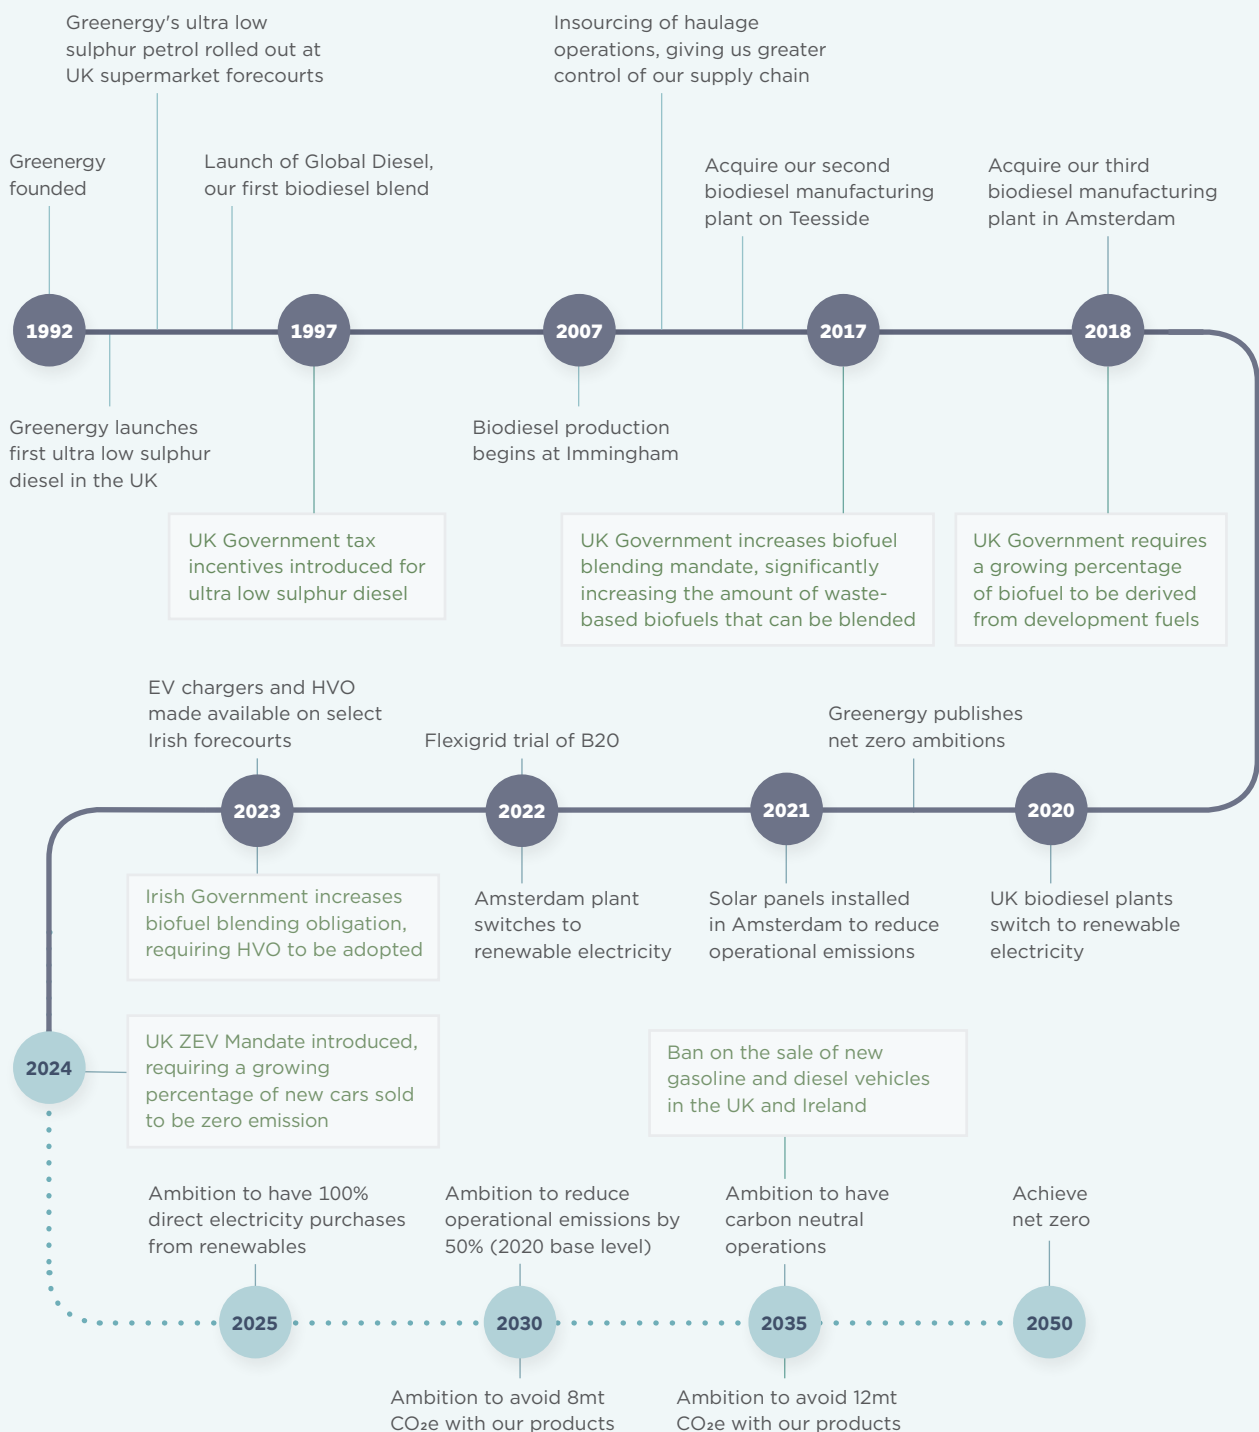 Greenergy's ultra low
sulphur petrol rolled out at
UK supermarket forecourts
Insourcing of haulage
operations, giving us greater
control of our supply chain
Greenergy
founded
Launch of Global Diesel,
our first biodiesel blend
Acquire our second
biodiesel manufacturing
plant on Teesside
Acquire our third
biodiesel manufacturing
plant in Amsterdam
1992
1997
2007
2017
2018
Greenergy launches
first ultra low sulphur
diesel in the UK
Biodiesel production
begins at Immingham
UK Government tax
incentives introduced for
ultra low sulphur diesel
UK Government increases biofuel
blending mandate, significantly
increasing the amount of waste-
based biofuels that can be blended
UK Government requires
a growing percentage
of biofuel to be derived
from development fuels
EV chargers and HVO
made available on select
Irish forecourts
Flexigrid trial of B20
Greenergy publishes
net zero ambitions
2023
2022
2021
2020
Irish Government increases
biofuel blending obligation,
requiring HVO to be adopted
Amsterdam plant
switches to
renewable electricity
Solar panels installed
in Amsterdam to reduce
operational emissions
UK biodiesel plants
switch to renewable
electricity
2024
UK ZEV Mandate introduced,
requiring a growing
percentage of new cars sold
to be zero emission
Ban on the sale of new
gasoline and diesel vehicles
in the UK and Ireland
Ambition to have 100%
direct electricity purchases
from renewables
Ambition to reduce
operational emissions by
50% (2020 base level)
Ambition to have
carbon neutral
operations
Achieve
net zero
2025
2030
2035
2050
Ambition to avoid 8mt
CO₂e with our products
Ambition to avoid 12mt
CO₂e with our products